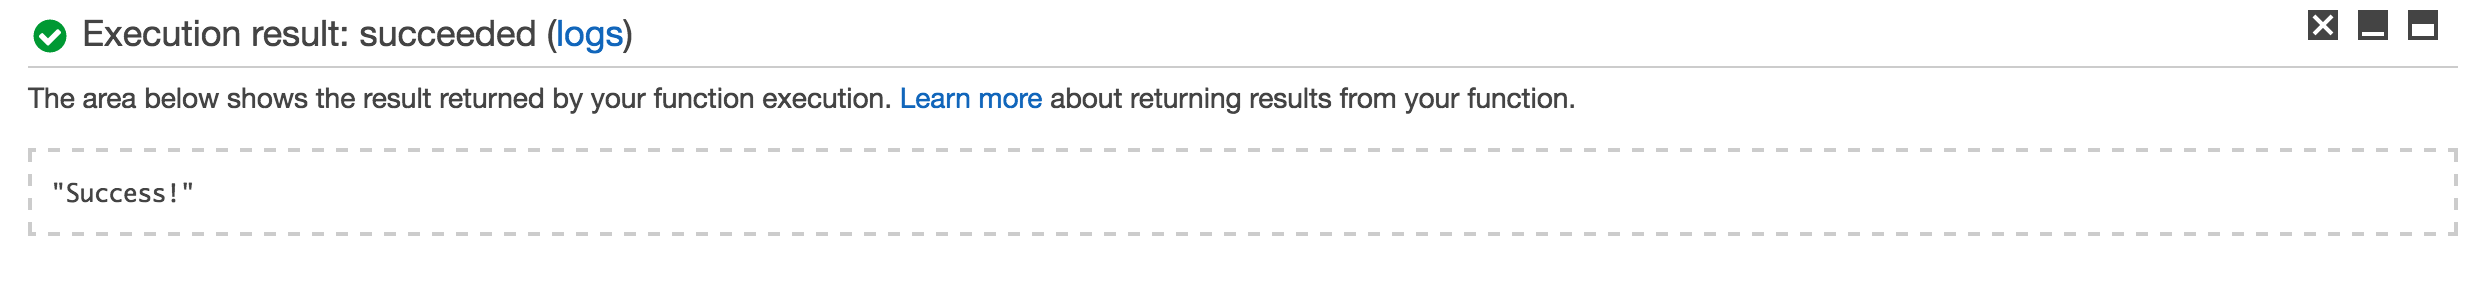 Execution result: succeeded (logs)
The area below shows the result returned by your function execution. Learn more about returning results from your function.
"Success!"